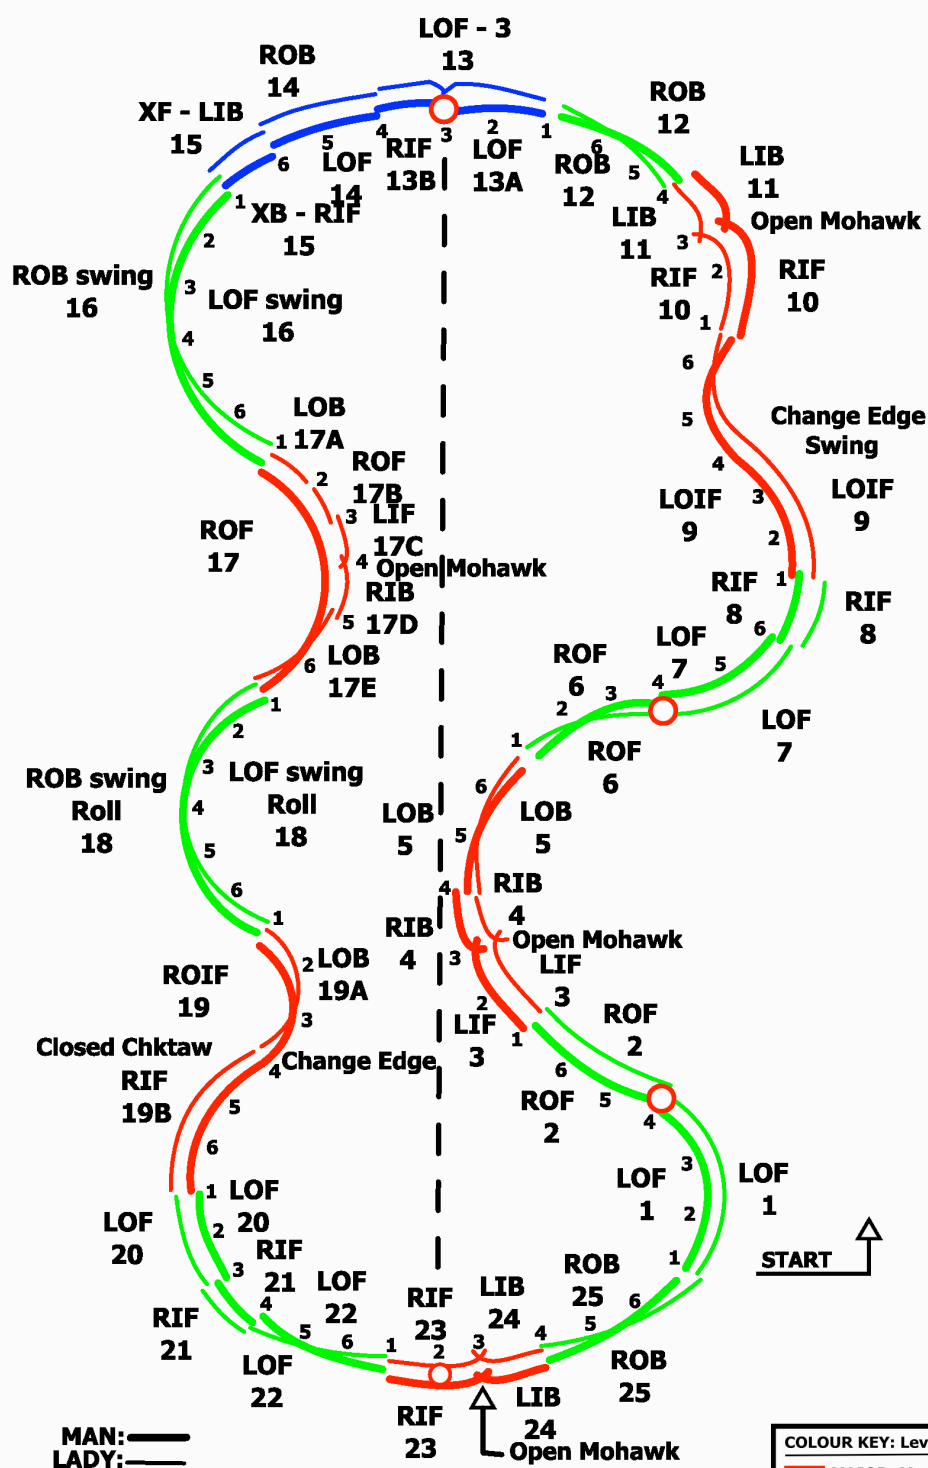 LOF - 3
13
ROB
14
XF - LIB
15
ROB
12
LIB
11
Open Mohawk
RIF
10
3
2
1
4
5
6
LOF
14
RIF
13B
LOF
13A
6
5
4
ROB
12
LIB
11
3
RIF
10
2
1
XB - RIF
15
1
2
3
4
5
6
ROB swing
16
LOF swing
16
6
5
4
3
2
1
Change Edge
Swing
LOIF
9
LOIF
9
LOB
17A
1
2
ROF
17B
3
LIF
17C
4
Open Mohawk
RIB
17D
5
LOB
17E
6
ROF
17
RIF
8
RIF
8
6
LOF
7
5
4
LOF
7
ROF
6
3
2
1
ROF
6
1
2
3
4
5
6
ROB swing
Roll
18
LOF swing
Roll
18
6
5
4
LOB
5
LOB
5
RIB
4
RIB
4
Open Mohawk
3
2
1
LIF
3
LIF
3
ROF
2
ROF
2
6
5
4
1
2
3
4
5
6
LOB
19A
ROIF
19
Closed Chktaw
RIF
19B
Change Edge
3
2
1
LOF
1
LOF
1
START
1
2
3
4
5
6
LOF
20
LOF
20
RIF
21
RIF
21
LOF
22
LOF
22
1
2
3
4
5
6
RIF
23
LIB
24
ROB
25
RIF
23
LIB
24
ROB
25
Open Mohawk
MAN:
LADY:
COLOUR KEY: Lev